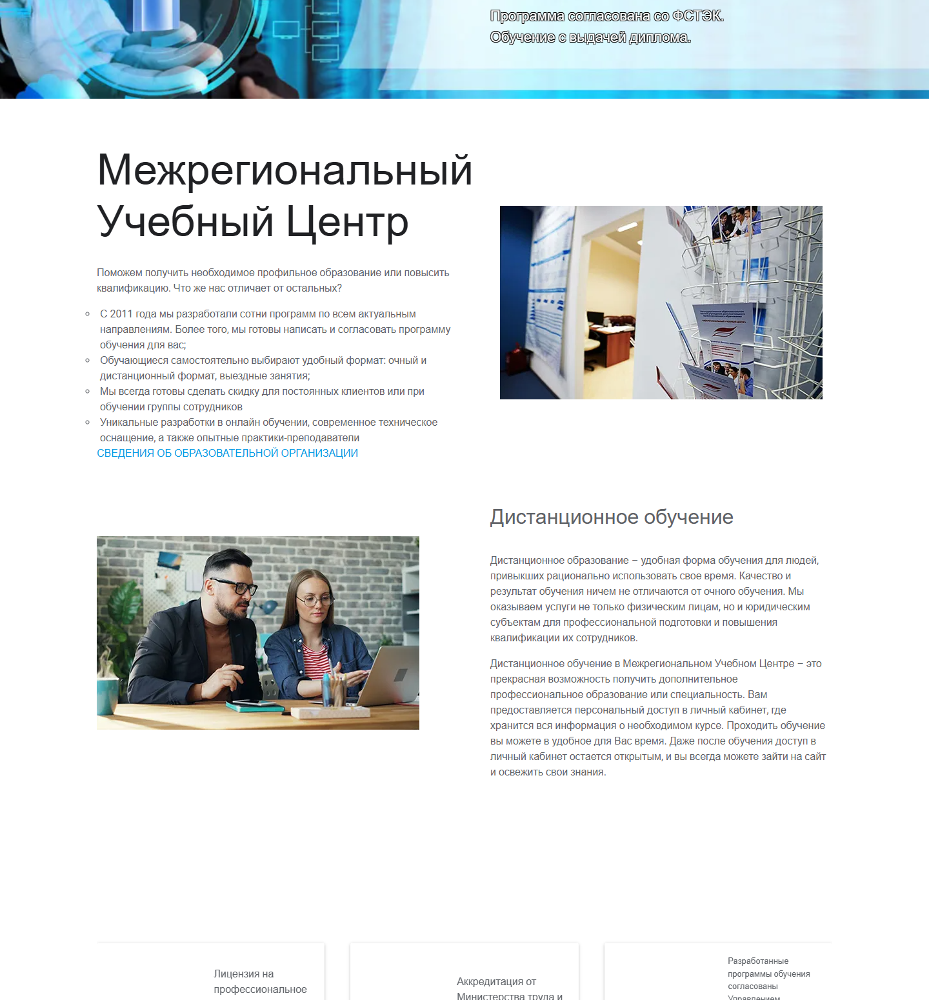 Программа согласована со ФСТЭК.
Обучение с выдачей диплома.
Межрегиональный
Учебный Центр
Поможем получить необходимое профильное образование или повысить
квалификацию. Что же нас отличает от остальных?
С 2011 года мы разработали сотни программ по всем актуальным
направлениям. Более того, мы готовы написать и согласовать программу
обучения для вас;
Обучающиеся самостоятельно выбирают удобный формат: очный и
дистанционный формат, выездные занятия;
Мы всегда готовы сделать скидку для постоянных клиентов или при
обучении группы сотрудников
Уникальные разработки в онлайн обучении, современное техническое
оснащение, а также опытные практики-преподаватели
СВЕДЕНИЯ ОБ ОБРАЗОВАТЕЛЬНОЙ ОРГАНИЗАЦИИ
Дистанционное обучение
Дистанционное образование – удобная форма обучения для людей,
привыкших рационально использовать свое время. Качество и
результат обучения ничем не отличаются от очного обучения. Мы
оказываем услуги не только физическим лицам, но и юридическим
субъектам для профессиональной подготовки и повышения
квалификации их сотрудников.
Дистанционное обучение в Межрегиональном Учебном Центре – это
прекрасная возможность получить дополнительное
профессиональное образование или специальность. Вам
предоставляется персональный доступ в личный кабинет, где
хранится вся информация о необходимом курсе. Проходить обучение
вы можете в удобное для Вас время. Даже после обучения доступ в
личный кабинет остается открытым, и вы всегда можете зайти на сайт
и освежить свои знания.
Лицензия на
профессиональное
Аккредитация от
Министерства труда и
Разработанные
программы обучения
согласованы
Управлением